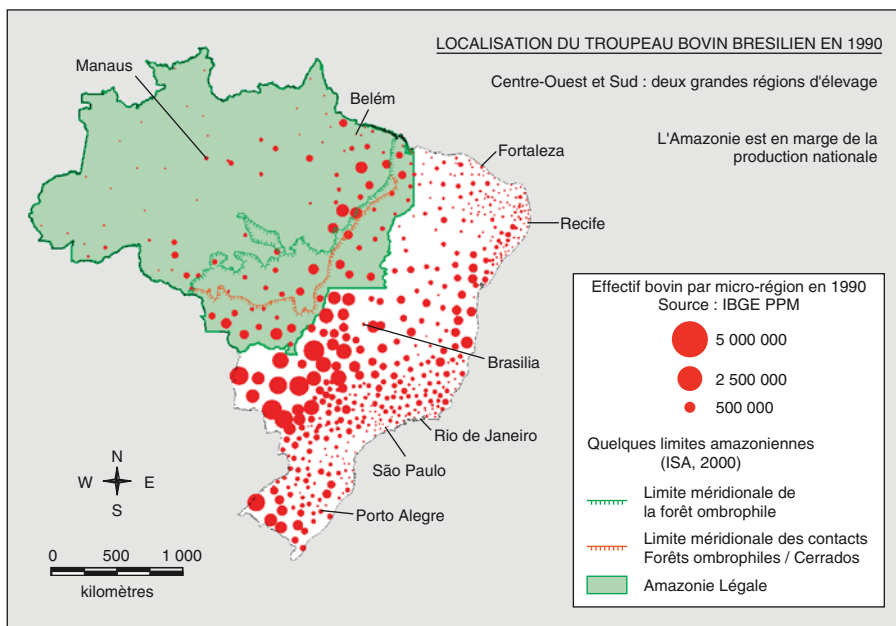 LOCALISATION DU TROUPEAU BOVIN BRESILIEN EN 1990
Centre-Ouest et Sud : deux grandes régions d'élevage
L'Amazonie est en marge de la
production nationale
Manaus
Belém
Fortaleza
Recife
Brasilia
Rio de Janeiro
São Paulo
Porto Alegre
N
W E
S
0 500 1 000
kilomètres
Effectif bovin par micro-région en 1990
Source : IBGE PPM
5 000 000
2 500 000
500 000
Quelques limites amazoniennes
(ISA, 2000)
Limite méridionale de
la forêt ombrophile
Limite méridionale des contacts
Forêts ombrophiles / Cerrados
Amazonie Légale